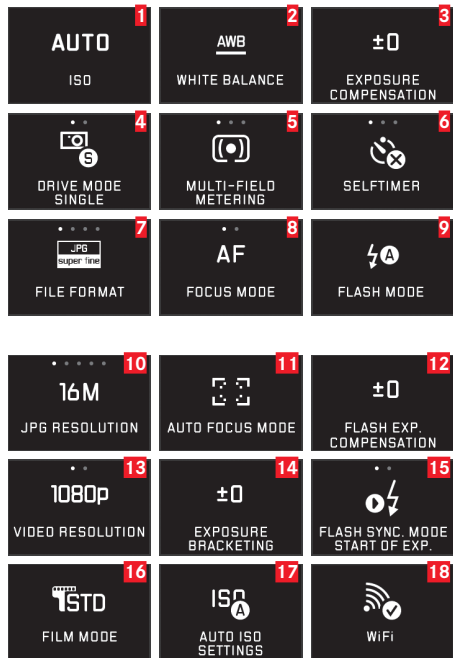 1
AUTO
ISO
2
AWB
WHITE BALANCE
3
±0
EXPOSURE
COMPENSATION
4
S
DRIVE MODE
SINGLE
5
MULTI-FIELD
METERING
6
SELFTIMER
7
JPG
super fine
FILE FORMAT
8
AF
FOCUS MODE
9
A
FLASH MODE
10
16M
JPG RESOLUTION
11
AUTO FOCUS MODE
12
±0
FLASH EXP.
COMPENSATION
13
1080p
VIDEO RESOLUTION
14
±0
EXPOSURE
BRACKETING
15
FLASH SYNC. MODE
START OF EXP.
16
STD
FILM MODE
17
ISO
A
AUTO ISO
SETTINGS
18
WiFi